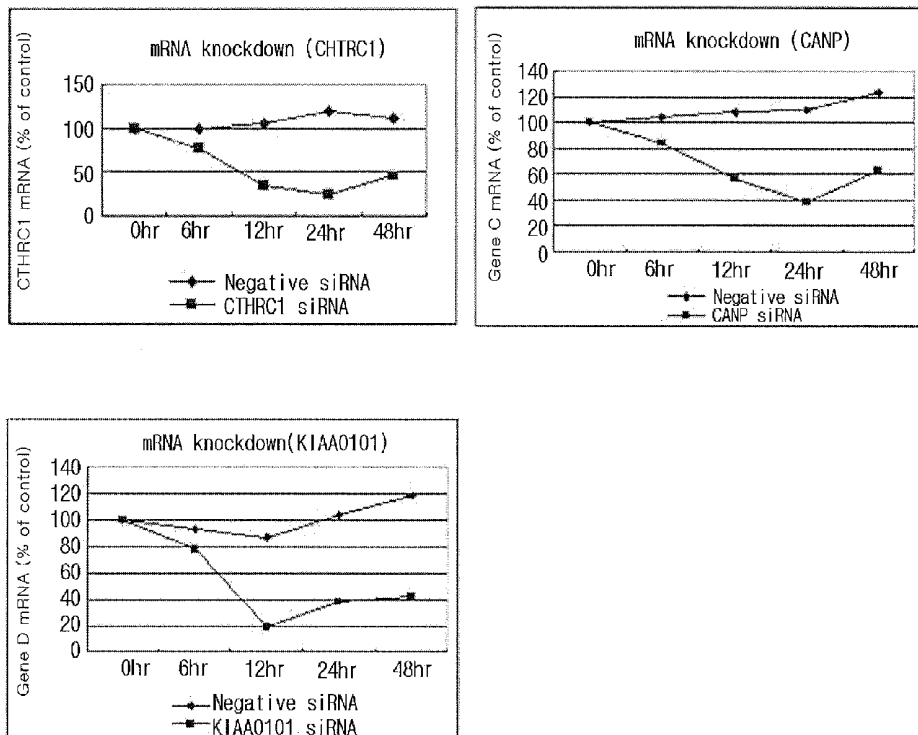 mRNA knockdown (CHTRC1)
CTHRC1 mRNA (% of control)
150
100
50
0
0hr 6hr 12hr 24hr 48hr
Negative siRNA
CTHRC1 siRNA
mRNA knockdown (CANP)
Gene C mRNA (% of control)
140
120
100
80
60
40
20
0
0hr 6hr 12hr 24hr 48hr
Negative siRNA
CANP siRNA
mRNA knockdown(KIAA0101)
Gene D mRNA (% of control)
140
120
100
80
60
40
20
0
0hr 6hr 12hr 24hr 48hr
Negative siRNA
KIAA0101 siRNA